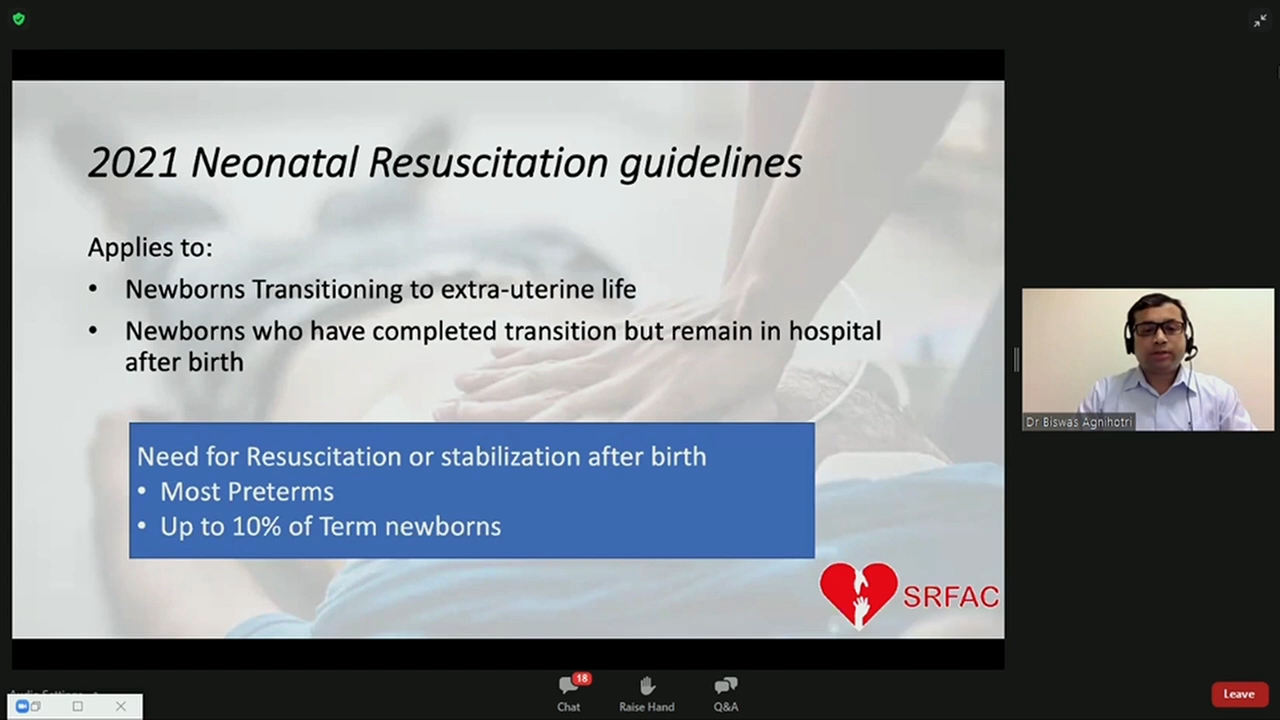 2021 Neonatal Resuscitation guidelines
Applies to:
• Newborns Transitioning to extra-uterine life
• Newborns who have completed transition but remain in hospital
after birth
Need for Resuscitation or stabilization after birth
• Most Preterms
• Up to 10% of Term newborns
SRFAC
Dr Biswas Agnihotri
18
Chat
Raise Hand
Q&A
Leave